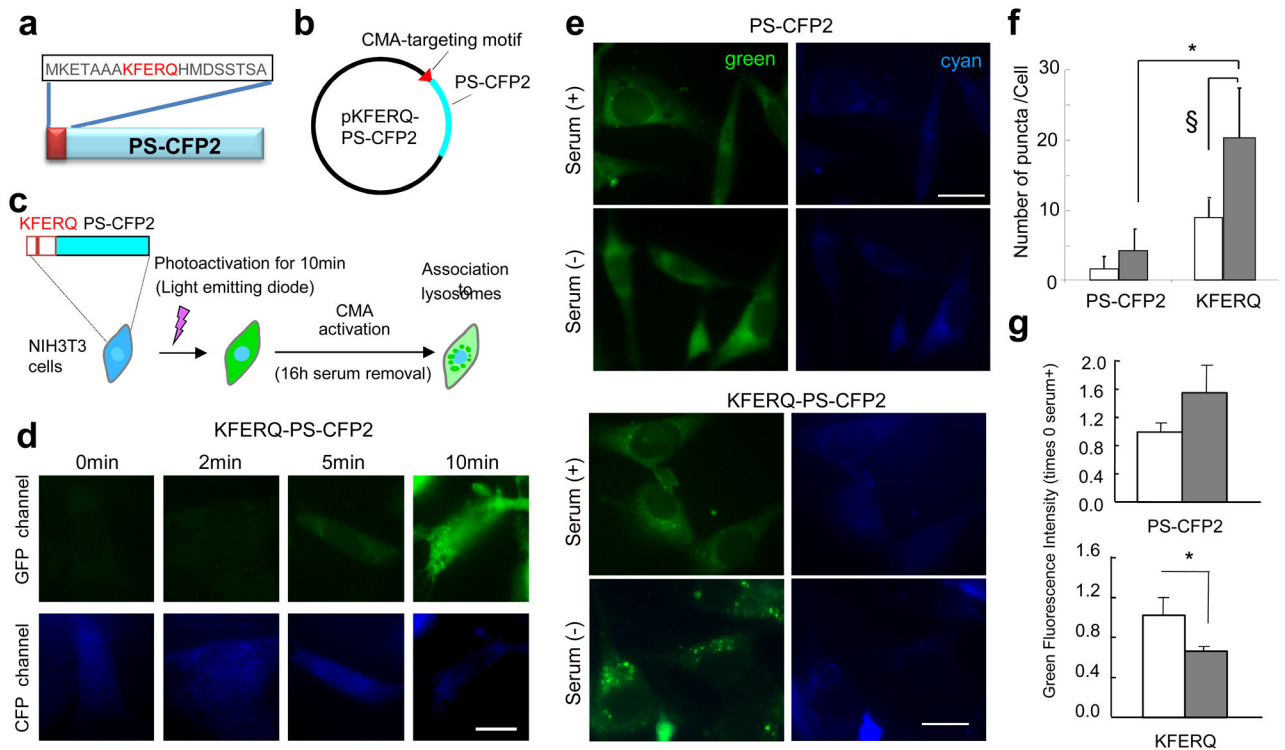 a
MKETAAAKFERQHMDSSTSA
PS-CFP2
b
CMA-targeting motif
PS-CFP2
pKFERQ-
PS-CFP2
c
KFERQ PS-CFP2
Photoactivation for 10min
(Light emitting diode)
NIH3T3
cells
CMA
activation
(16h serum removal)
Association
to
lysosomes
d
KFERQ-PS-CFP2
0min 2min 5min 10min
GFP channel
CFP channel
e
PS-CFP2
green cyan
Serum (+)
Serum (-)
KFERQ-PS-CFP2
Serum (+)
Serum (-)
f
Number of puncta /Cell
30
20
10
0
*
§
PS-CFP2 KFERQ
g
Green Fluorescence Intensity (times 0 serum+)
2.0
1.6
1.2
2.8
0.4
0.0
PS-CFP2
1.6
1.2
0.8
0.4
0.0
*
KFERQ